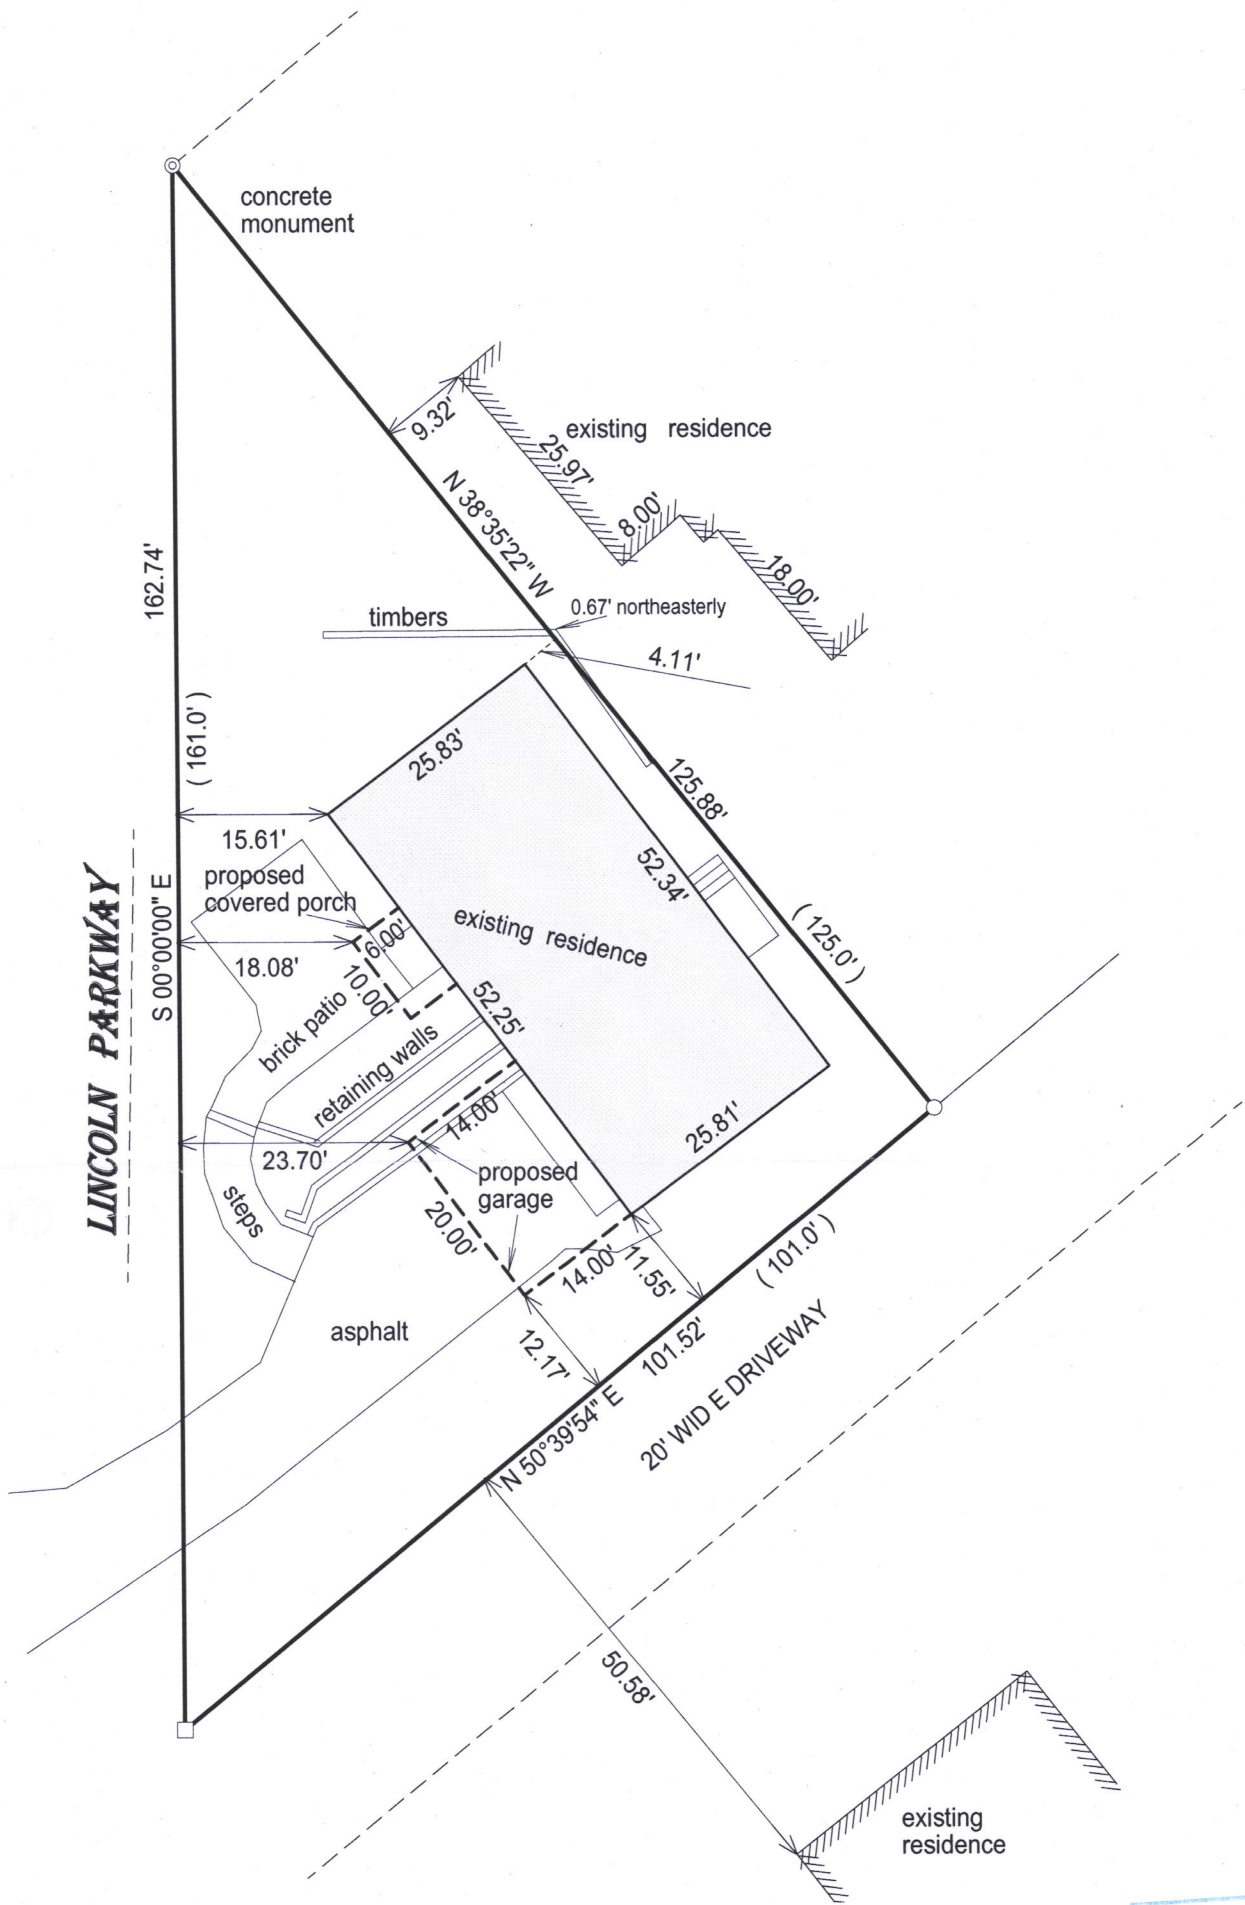 concrete
monument
9.32'
existing residence
25.97'
8.00'
18.00'
N 38°35'22" W
162.74'
timbers
0.67' northeasterly
4.11'
( 161.0' )
25.83'
125.88'
15.61'
52.34'
proposed
covered porch
LINCOLN PARKWAY
S 00°00'00" E
existing residence
( 125.0' )
6.00'
18.08'
10.00'
52.25'
brick patio
retaining walls
14.00'
25.81'
23.70'
proposed
garage
steps
20.00'
14.00'
11.55'
( 101.0' )
asphalt
12.17'
101.52'
N 50°39'54" E
20' WID E DRIVEWAY
50.58'
existing
residence